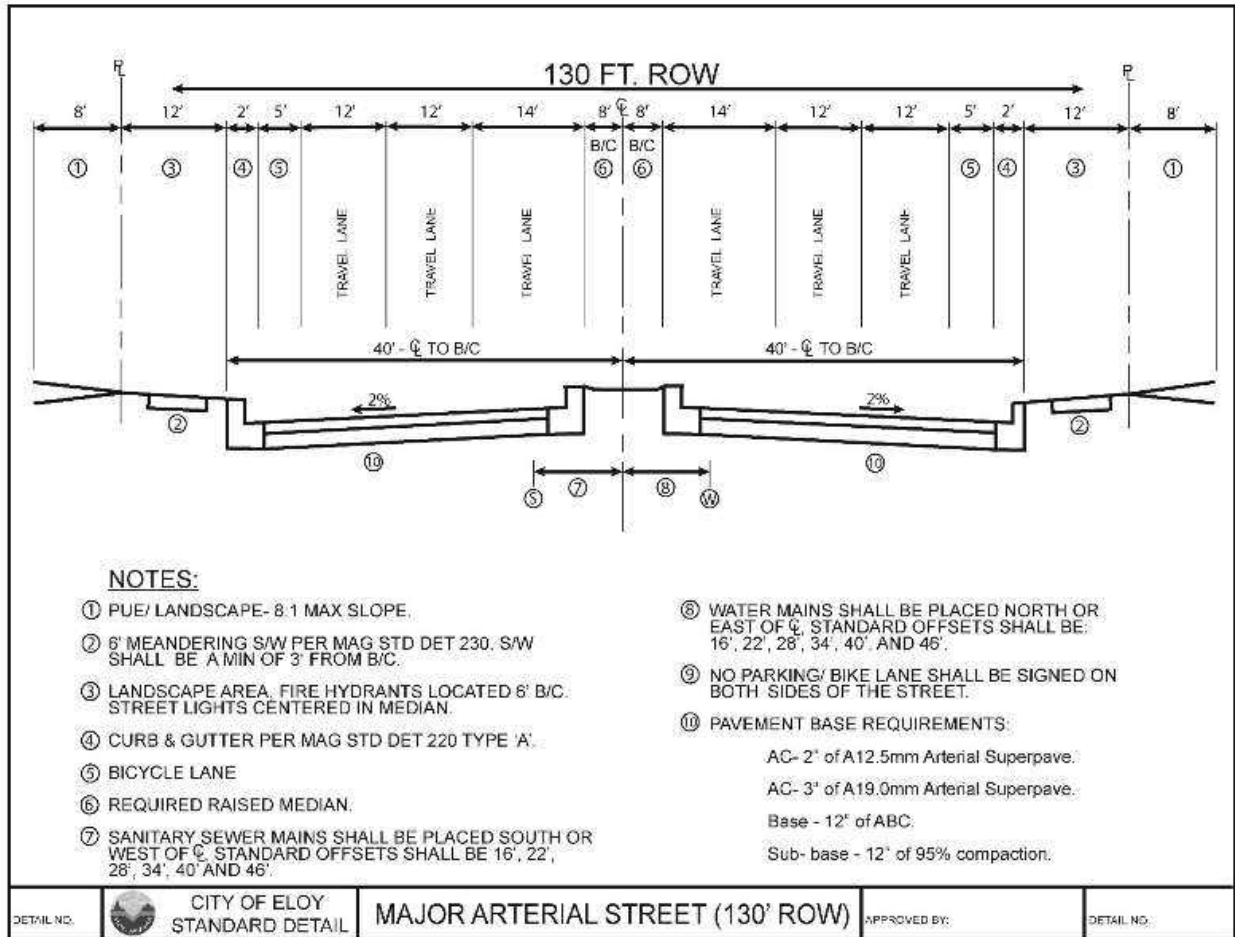 130 FT. ROW
℄
P̲L P̲L
8' 12' 2' 5' 12' 12' 14' 8' 8' 14' 12' 12' 5' 2' 12' 8'
B/C B/C
① ③ ④ ⑤ ⑥ ⑥ ⑤ ④ ③ ①
TRAVEL LANE
TRAVEL LANE
TRAVEL LANE
TRAVEL LANE
TRAVEL LANE
TRAVEL LANE
40' - ℄ TO B/C 40' - ℄ TO B/C
2% 2%
② ②
⑩ ⑩
⑦ ⑧
Ⓢ Ⓦ
NOTES:
① PUE/ LANDSCAPE- 8.1 MAX SLOPE.
② 6' MEANDERING S/W PER MAG STD DET 230. S/W
SHALL BE A MIN OF 3' FROM B/C.
③ LANDSCAPE AREA. FIRE HYDRANTS LOCATED 6' B/C.
STREET LIGHTS CENTERED IN MEDIAN.
④ CURB & GUTTER PER MAG STD DET 220 TYPE 'A'.
⑤ BICYCLE LANE
⑥ REQUIRED RAISED MEDIAN.
⑦ SANITARY SEWER MAINS SHALL BE PLACED SOUTH OR
WEST OF ℄. STANDARD OFFSETS SHALL BE 16', 22',
28', 34', 40' AND 46'.
⑧ WATER MAINS SHALL BE PLACED NORTH OR
EAST OF ℄. STANDARD OFFSETS SHALL BE:
16', 22', 28', 34', 40', AND 46'.
⑨ NO PARKING/ BIKE LANE SHALL BE SIGNED ON
BOTH SIDES OF THE STREET.
⑩ PAVEMENT BASE REQUIREMENTS:
AC- 2" of A12.5mm Arterial Superpave.
AC- 3" of A19.0mm Arterial Superpave.
Base - 12" of ABC.
Sub- base - 12" of 95% compaction.
DETAIL NO.
CITY OF ELOY
STANDARD DETAIL
MAJOR ARTERIAL STREET (130' ROW)
APPROVED BY:
DETAIL NO.